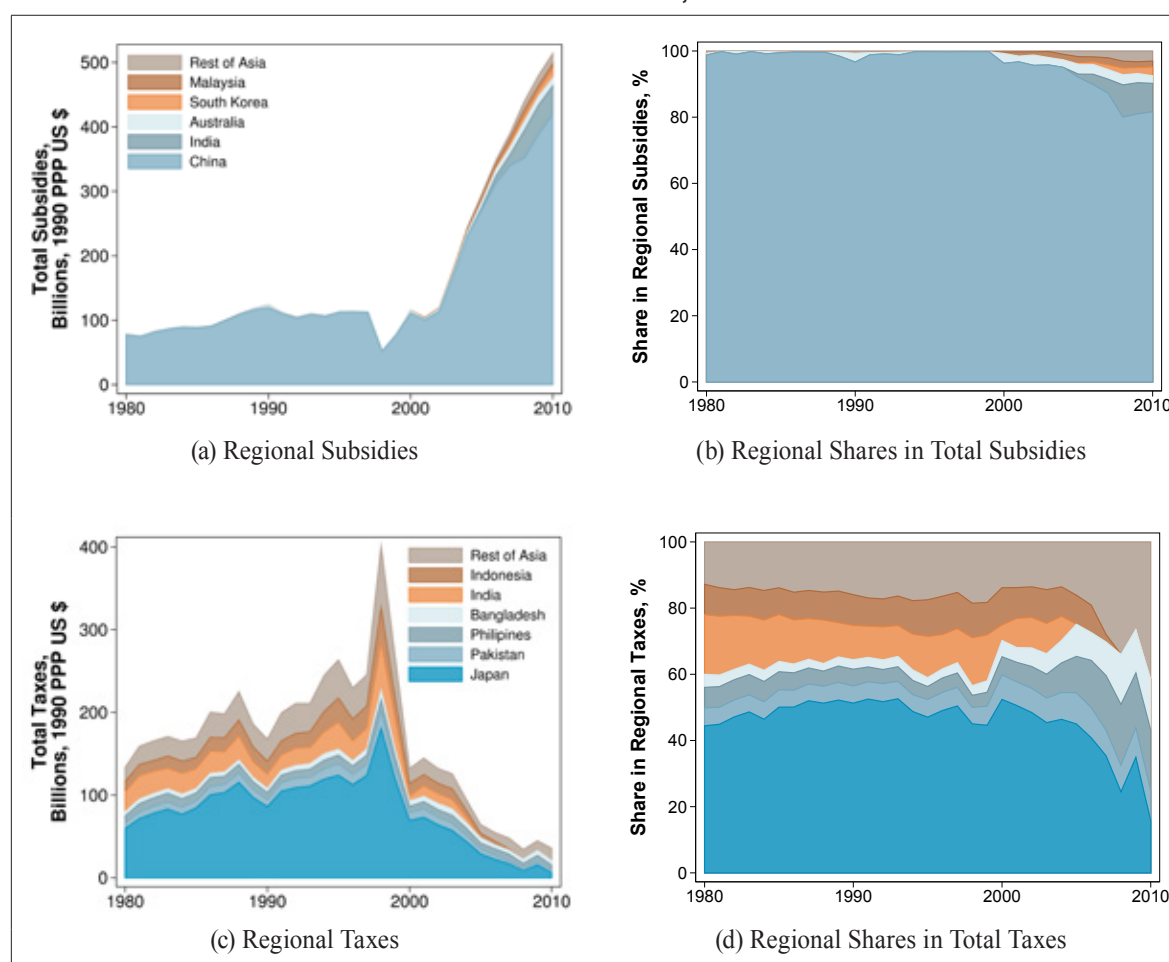 Total Subsidies,
Billions, 1990 PPP US $
500
400
300
200
100
0
Rest of Asia
Malaysia
South Korea
Australia
India
China
1980
1990
2000
2010
(a) Regional Subsidies
Share in Regional Subsidies, %
100
80
60
40
20
0
1980
1990
2000
2010
(b) Regional Shares in Total Subsidies
Total Taxes,
Billions, 1990 PPP US $
400
300
200
100
0
Rest of Asia
Indonesia
India
Bangladesh
Philipines
Pakistan
Japan
1980
1990
2000
2010
(c) Regional Taxes
Share in Regional Taxes, %
100
80
60
40
20
0
1980
1990
2000
2010
(d) Regional Shares in Total Taxes